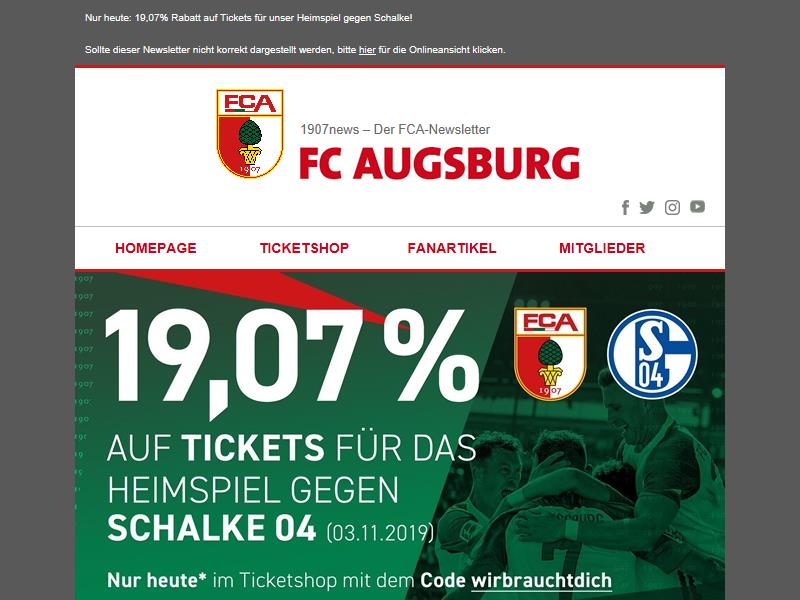 Nur heute: 19,07% Rabatt auf Tickets für unser Heimspiel gegen Schalke!
Sollte dieser Newsletter nicht korrekt dargestellt werden, bitte hier für die Onlineansicht klicken.
FCA
1907
1907news – Der FCA-Newsletter
FC AUGSBURG
HOMEPAGE TICKETSHOP FANARTIKEL MITGLIEDER
19,07 %
FCA
1907
S
04
AUF TICKETS FÜR DAS
HEIMSPIEL GEGEN
SCHALKE 04 (03.11.2019)
7
Nur heute* im Ticketshop mit dem Code wirbrauchtdich